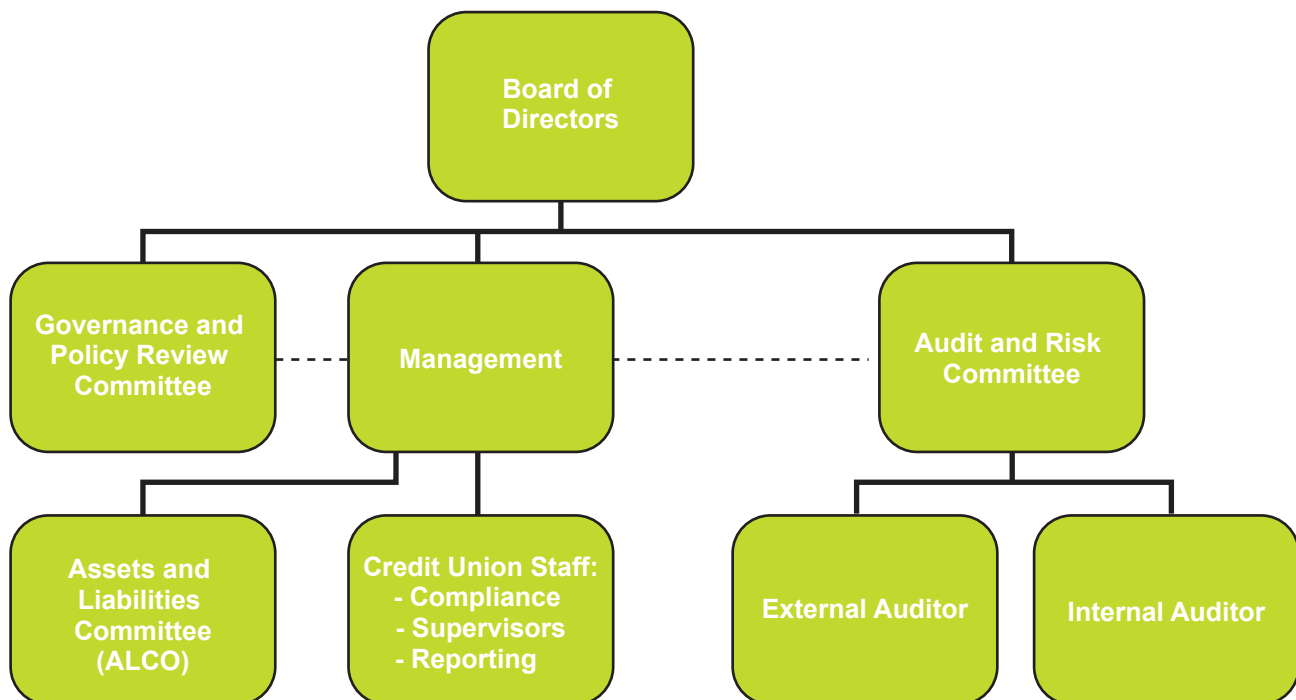 Board of
Directors
Governance and
Policy Review
Committee
Management
Audit and Risk
Committee
Assets and
Liabilities
Committee
(ALCO)
Credit Union Staff:
- Compliance
- Supervisors
- Reporting
External Auditor
Internal Auditor